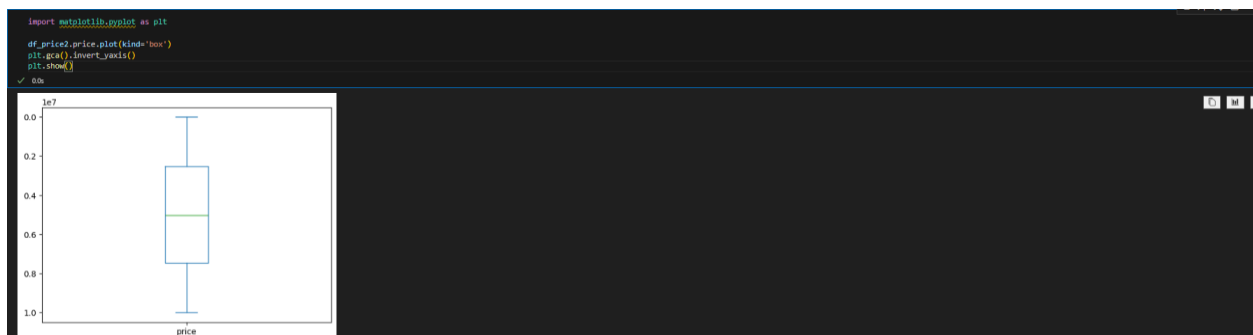 import matplotlib.pyplot as plt
df_price2.price.plot(kind='box')
plt.gca().invert_yaxis()
plt.show()
✓ 0.0s
1e7
0.0
0.2
0.4
0.6
0.8
1.0
price